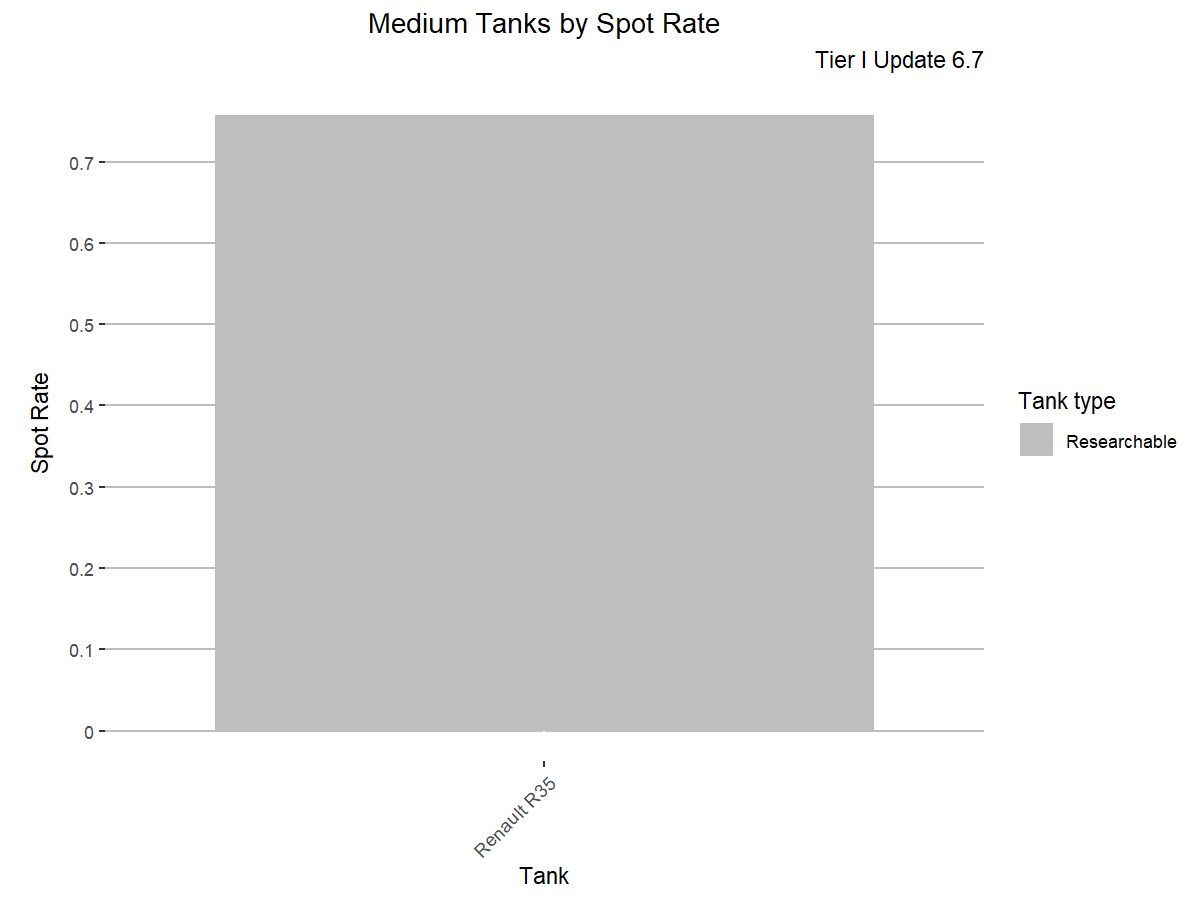 Medium Tanks by Spot Rate
Tier I Update 6.7
Spot Rate
0.7
0.6
0.5
0.4
0.3
0.2
0.1
0
Renault R35
Tank
Tank type
Researchable